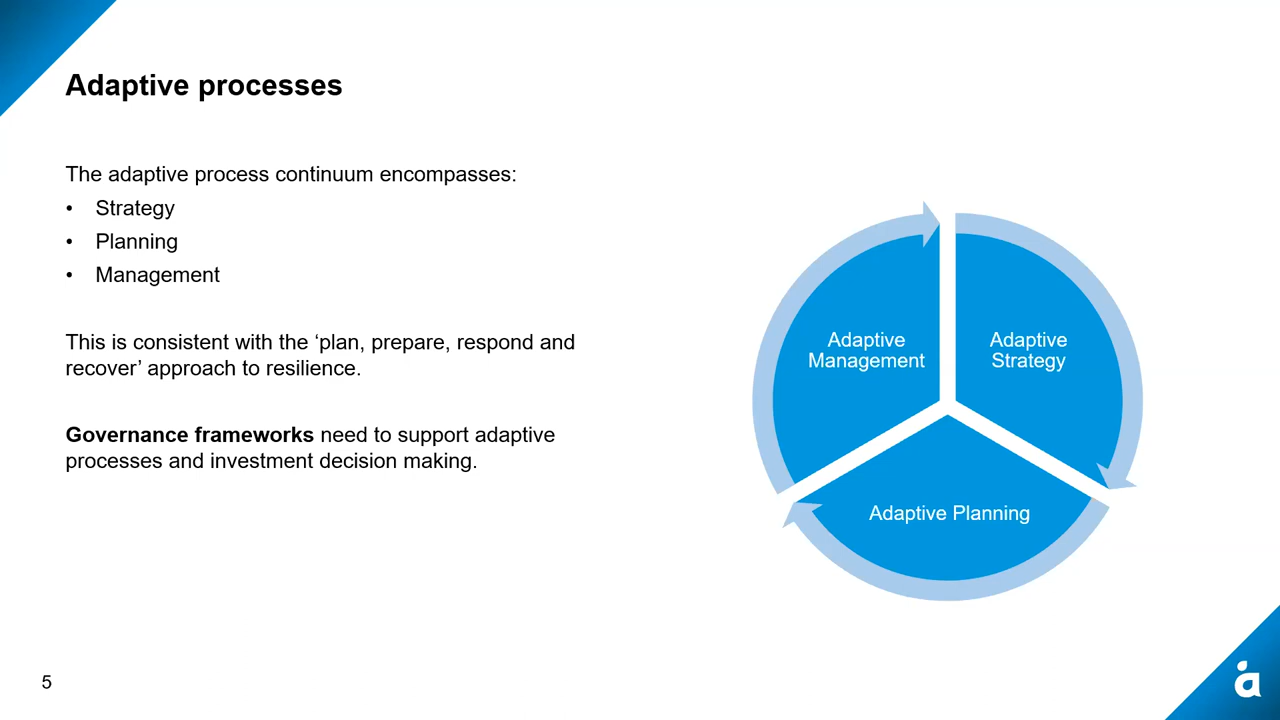 Adaptive processes
The adaptive process continuum encompasses:
• Strategy
• Planning
• Management
This is consistent with the ‘plan, prepare, respond and
recover’ approach to resilience.
Governance frameworks need to support adaptive
processes and investment decision making.
Adaptive
Management
Adaptive
Strategy
Adaptive Planning
5
a